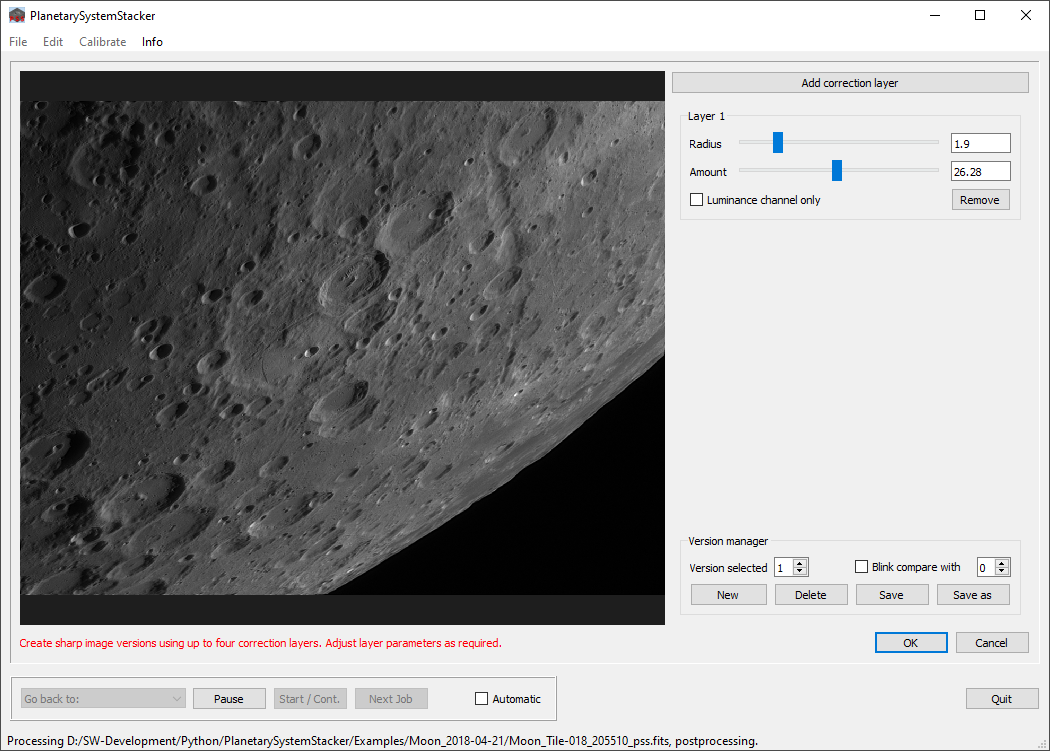 PlanetarySystemStacker
File Edit Calibrate Info
Add correction layer
Layer 1
Radius 1.9
Amount 26.28
Luminance channel only Remove
Version manager
Version selected 1 Blink compare with 0
New Delete Save Save as
Create sharp image versions using up to four correction layers. Adjust layer parameters as required.
OK Cancel
Go back to: Pause Start / Cont. Next Job Automatic Quit
Processing D:/SW-Development/Python/PlanetarySystemStacker/Examples/Moon_2018-04-21/Moon_Tile-018_205510_pss.fits, postprocessing.